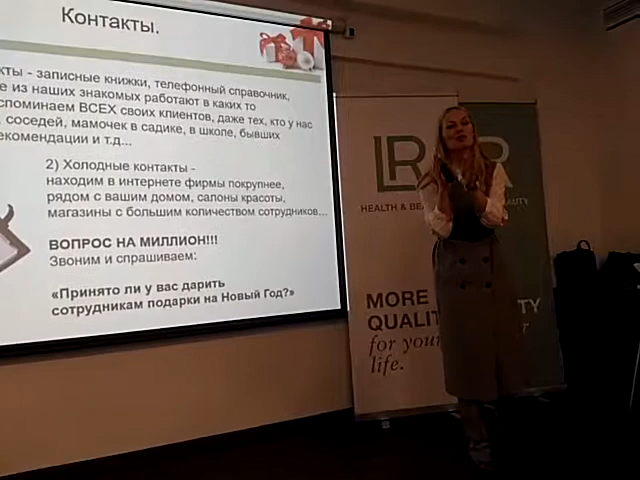 Контакты.
кты - записные книжки, телефонный справочник,
е из наших знакомых работают в каких то
споминаем ВСЕХ своих клиентов, даже тех, кто у нас
соседей, мамочек в садике, в школе, бывших
екомендации и т.д...
2) Холодные контакты -
находим в интернете фирмы покрупнее,
рядом с вашим домом, салоны красоты,
магазины с большим количеством сотрудников...
ВОПРОС НА МИЛЛИОН!!!
Звоним и спрашиваем:
«Принято ли у вас дарить
сотрудникам подарки на Новый Год?»
LR
HEALTH & BE
R
AUTY
MORE
QUALIT
for your
life.
TY
r